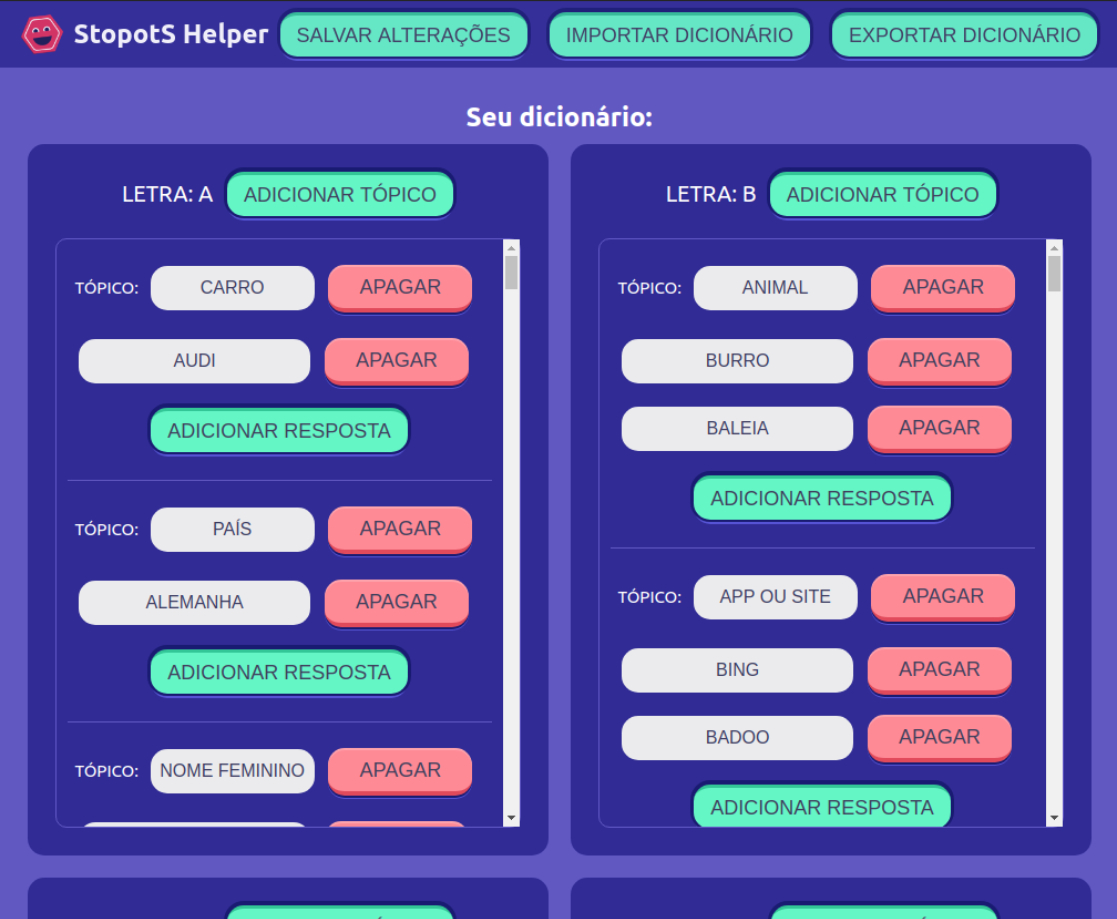 StopotS Helper SALVAR ALTERAÇÕES IMPORTAR DICIONÁRIO EXPORTAR DICIONÁRIO
Seu dicionário:
LETRA: A ADICIONAR TÓPICO
TÓPICO: CARRO APAGAR
AUDI APAGAR
ADICIONAR RESPOSTA
TÓPICO: PAÍS APAGAR
ALEMANHA APAGAR
ADICIONAR RESPOSTA
TÓPICO: NOME FEMININO APAGAR
LETRA: B ADICIONAR TÓPICO
TÓPICO: ANIMAL APAGAR
BURRO APAGAR
BALEIA APAGAR
ADICIONAR RESPOSTA
TÓPICO: APP OU SITE APAGAR
BING APAGAR
BADOO APAGAR
ADICIONAR RESPOSTA